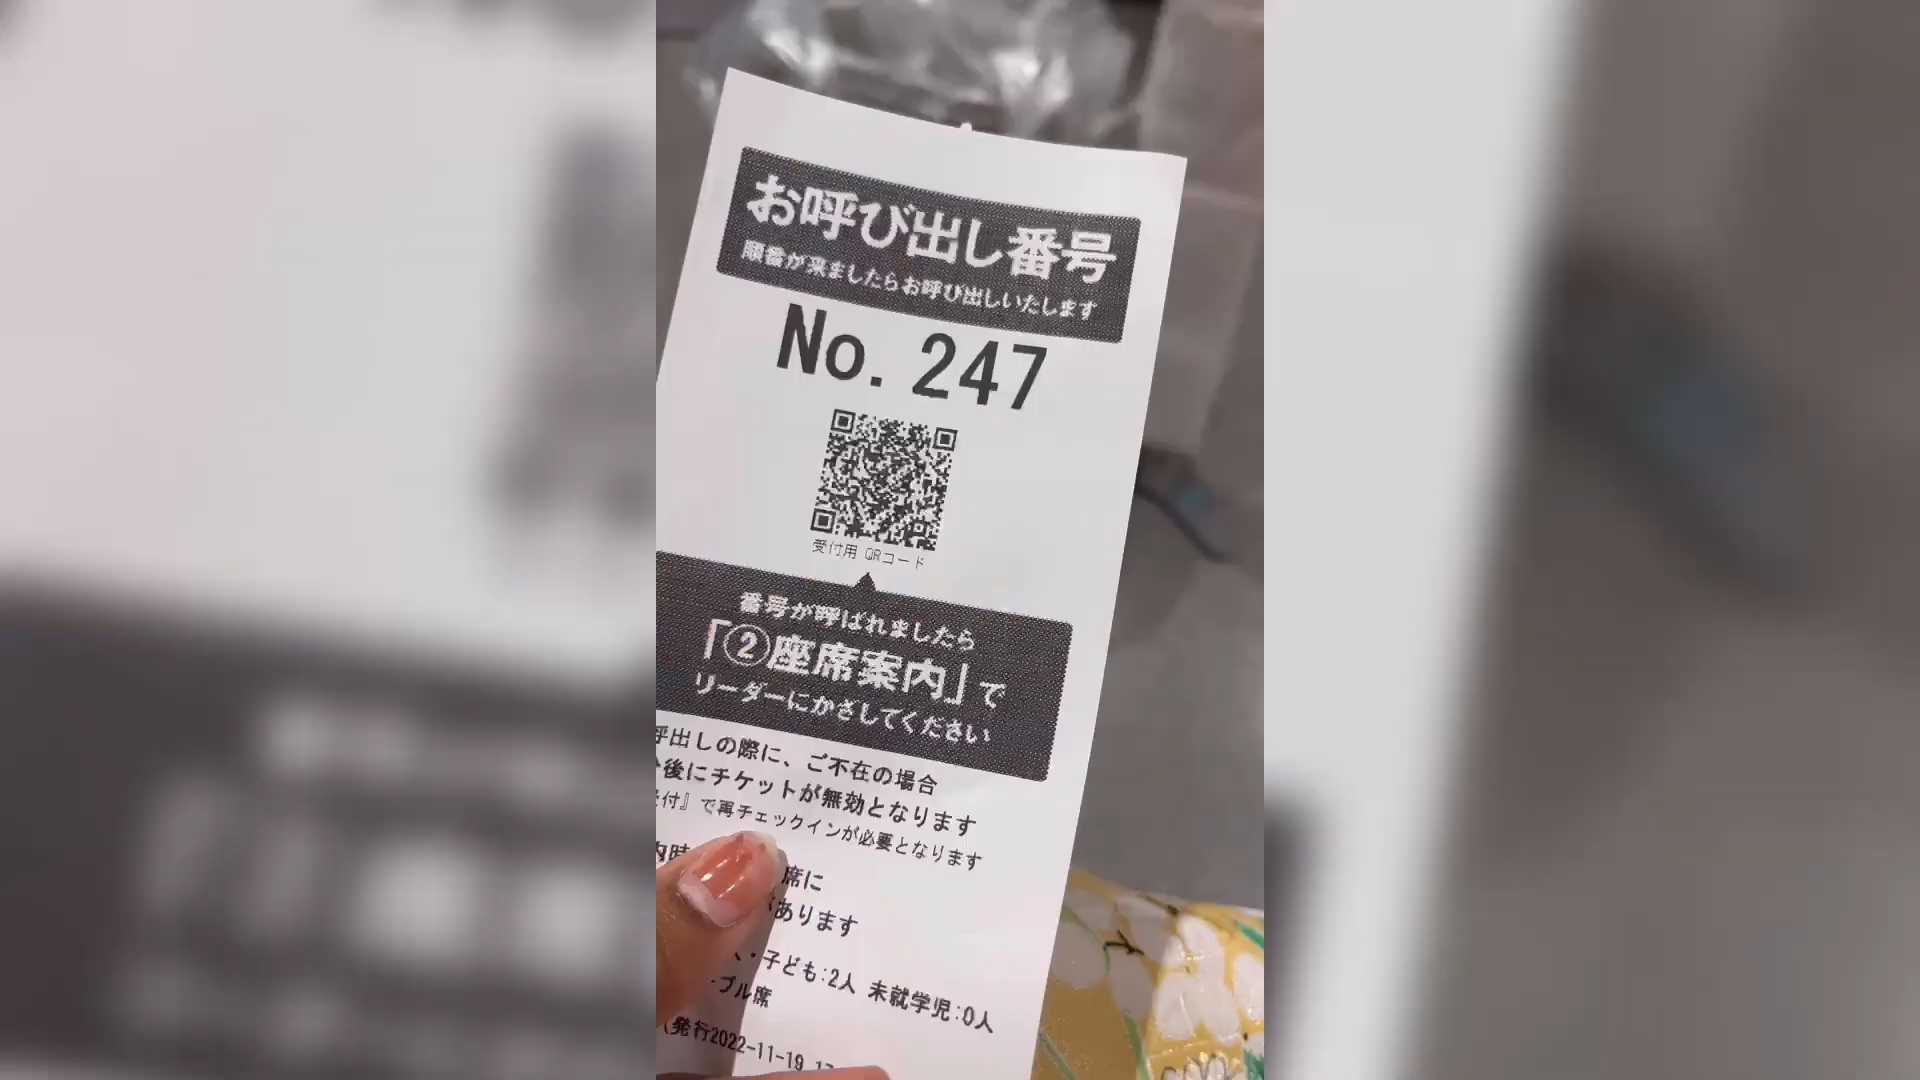 お呼び出し番号
順番が来ましたらお呼び出しいたします
No. 247
受付用 QRコード
番号が呼ばれましたら
「②座席案内」で
リーダーにかざしてください
呼出しの際に、ご不在の場合
後にチケットが無効となります
付』で再チェックインが必要となります
席に
があります
・子ども:2人 未就学児:0人
ブル席
(発行2022-11-19